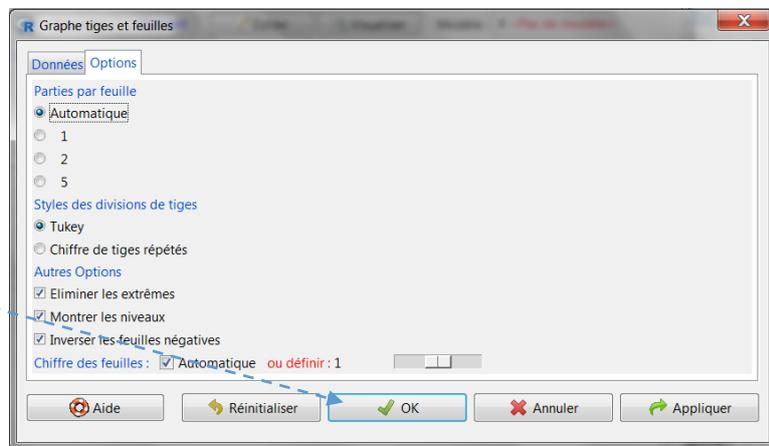 Graphe tiges et feuilles
Données Options
Parties par feuille
Automatique
1
2
5
Styles des divisions de tiges
Tukey
Chiffre de tiges répétés
Autres Options
Eliminer les extrêmes
Montrer les niveaux
Inverser les feuilles négatives
Chiffre des feuilles : Automatique ou définir : 1
Aide Réinitialiser OK Annuler Appliquer